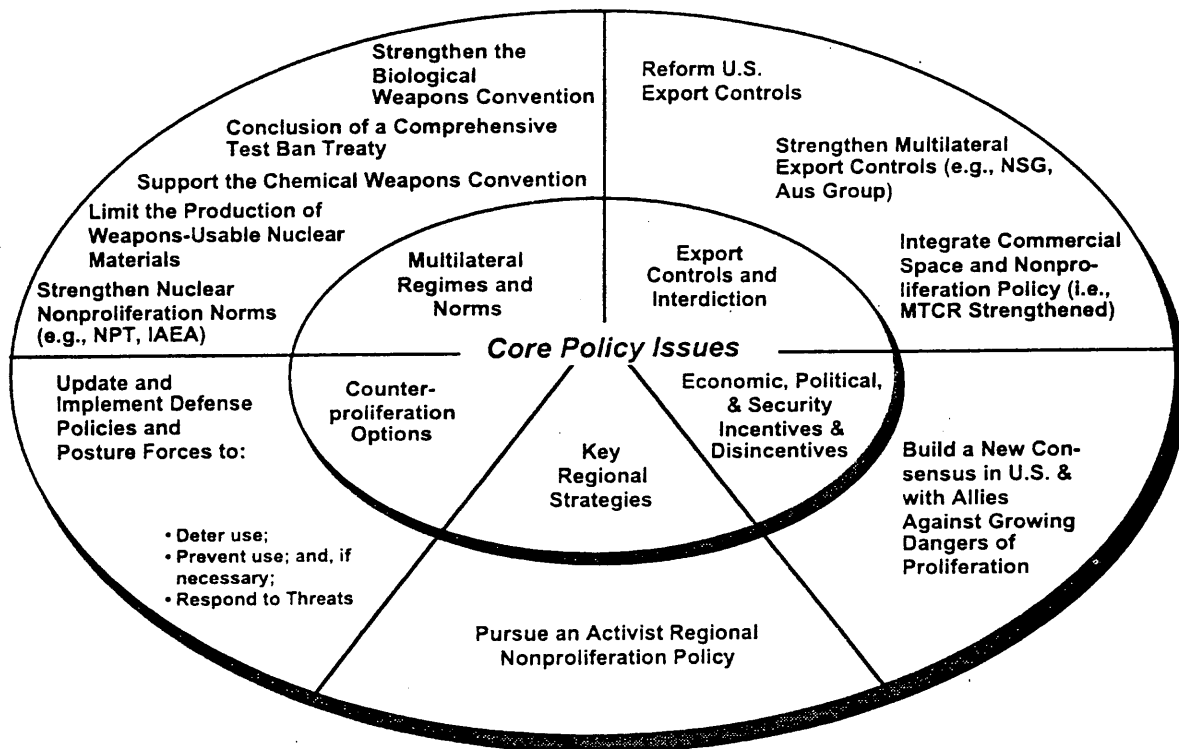 Strengthen the
Biological
Weapons Convention
Conclusion of a Comprehensive
Test Ban Treaty
Support the Chemical Weapons Convention
Limit the Production of
Weapons-Usable Nuclear
Materials
Strengthen Nuclear
Nonproliferation Norms
(e.g., NPT, IAEA)
Reform U.S.
Export Controls
Strengthen Multilateral
Export Controls (e.g., NSG,
Aus Group)
Integrate Commercial
Space and Nonpro-
liferation Policy (i.e.,
MTCR Strengthened)
Multilateral
Regimes and
Norms
Export
Controls and
Interdiction
Core Policy Issues
Counter-
proliferation
Options
Key
Regional
Strategies
Economic, Political,
& Security
Incentives &
Disincentives
Update and
Implement Defense
Policies and
Posture Forces to:
• Deter use;
• Prevent use; and, if
necessary;
• Respond to Threats
Pursue an Activist Regional
Nonproliferation Policy
Build a New Con-
sensus in U.S. &
with Allies
Against Growing
Dangers of
Proliferation